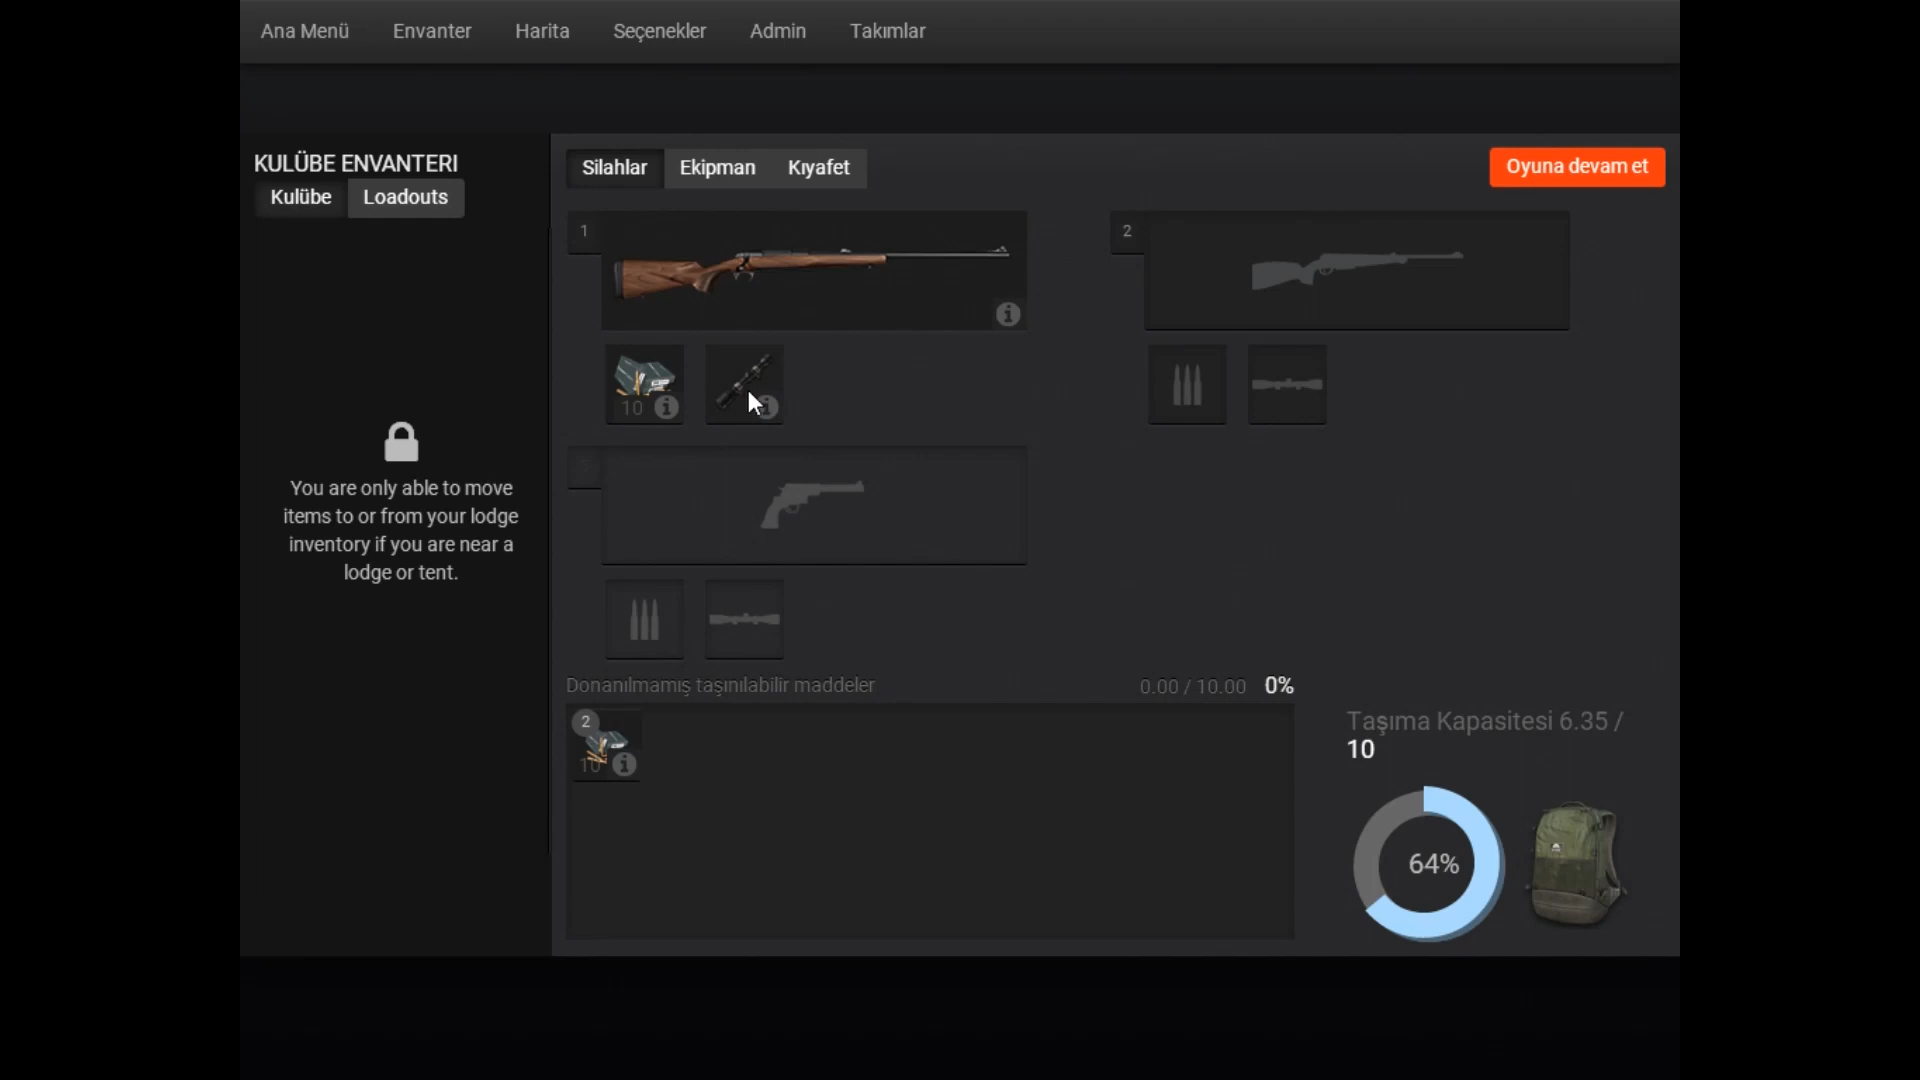 Ana Menü Envanter Harita Seçenekler Admin Takımlar
KULÜBE ENVANTERI
Kulübe Loadouts
You are only able to move
items to or from your lodge
inventory if you are near a
lodge or tent.
Silahlar Ekipman Kıyafet
Oyuna devam et
1
2
10
Donanılmamış taşınılabilir maddeler
0.00 / 10.00 0%
2
10
Taşıma Kapasitesi 6.35 /
10
64%